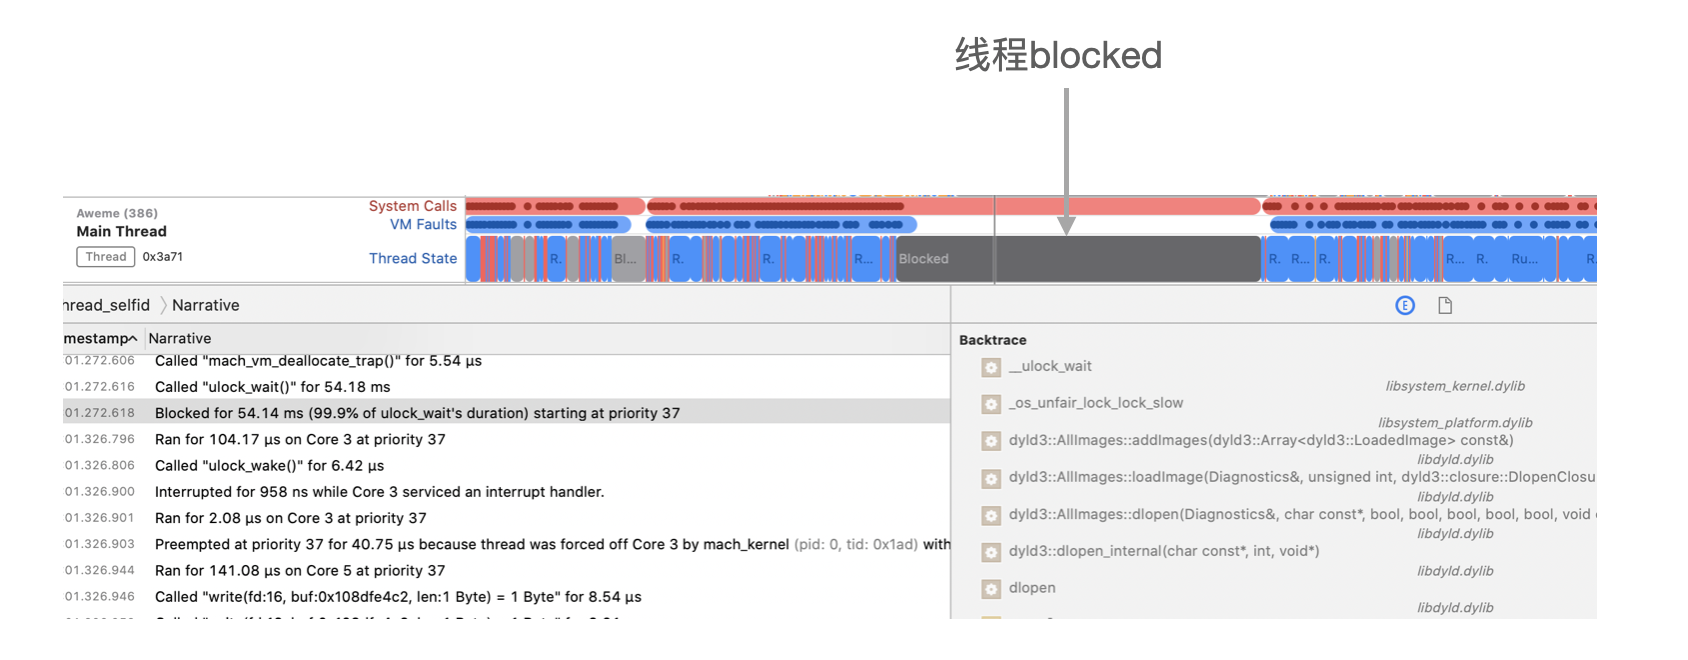 线程blocked
System Calls
Aweme (386)
VM Faults
Main Thread
Thread 0x3a71
Thread State
R.
Bl...
R.
R.
R...
Blocked
R.
R...
R.
R...
R.
Ru...
R.
hread_selfid
Narrative
E
mestamp
Narrative
01.272.606 Called "mach_vm_deallocate_trap()" for 5.54 µs
01.272.616 Called "ulock_wait()" for 54.18 ms
01.272.618 Blocked for 54.14 ms (99.9% of ulock_wait's duration) starting at priority 37
01.326.796 Ran for 104.17 µs on Core 3 at priority 37
01.326.806 Called "ulock_wake()" for 6.42 µs
01.326.900 Interrupted for 958 ns while Core 3 serviced an interrupt handler.
01.326.901 Ran for 2.08 µs on Core 3 at priority 37
01.326.903 Preempted at priority 37 for 40.75 µs because thread was forced off Core 3 by mach_kernel (pid: 0, tid: 0x1ad) with
01.326.944 Ran for 141.08 µs on Core 5 at priority 37
01.326.946 Called "write(fd:16, buf:0x108dfe4c2, len:1 Byte) = 1 Byte" for 8.54 µs
Backtrace
__ulock_wait
libsystem_kernel.dylib
_os_unfair_lock_lock_slow
libsystem_platform.dylib
dyld3::AllImages::addImages(dyld3::Array<dyld3::LoadedImage> const&)
libdyld.dylib
dyld3::AllImages::loadImage(Diagnostics&, unsigned int, dyld3::closure::DlopenClosu
libdyld.dylib
dyld3::AllImages::dlopen(Diagnostics&, char const*, bool, bool, bool, bool, bool, void
libdyld.dylib
dyld3::dlopen_internal(char const*, int, void*)
libdyld.dylib
dlopen
libdyld.dylib